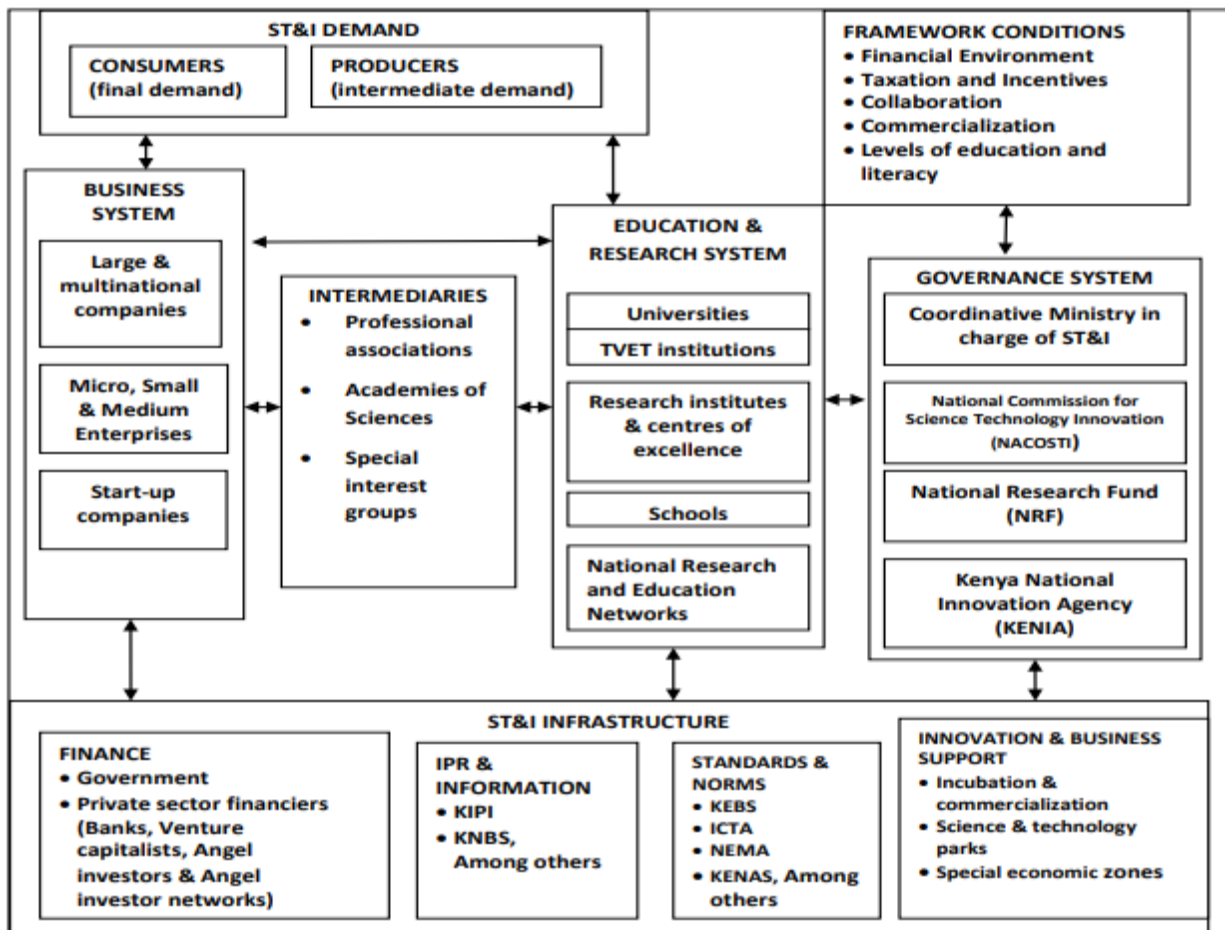 ST&I DEMAND
CONSUMERS
(final demand)
PRODUCERS
(intermediate demand)
FRAMEWORK CONDITIONS
• Financial Environment
• Taxation and Incentives
• Collaboration
• Commercialization
• Levels of education and
literacy
BUSINESS
SYSTEM
Large &
multinational
companies
Micro, Small
& Medium
Enterprises
Start-up
companies
INTERMEDIARIES
• Professional
associations
• Academies of
Sciences
• Special
interest
groups
EDUCATION &
RESEARCH SYSTEM
Universities
TVET institutions
Research institutes
& centres of
excellence
Schools
National Research
and Education
Networks
GOVERNANCE SYSTEM
Coordinative Ministry in
charge of ST&I
National Commission for
Science Technology Innovation
(NACOSTI)
National Research Fund
(NRF)
Kenya National
Innovation Agency
(KENIA)
ST&I INFRASTRUCTURE
FINANCE
• Government
• Private sector financiers
(Banks, Venture
capitalists, Angel
investors & Angel
investor networks)
IPR &
INFORMATION
• KIPI
• KNBS,
Among others
STANDARDS &
NORMS
• KEBS
• ICTA
• NEMA
• KENAS, Among
others
INNOVATION & BUSINESS
SUPPORT
• Incubation &
commercialization
• Science & technology
parks
• Special economic zones